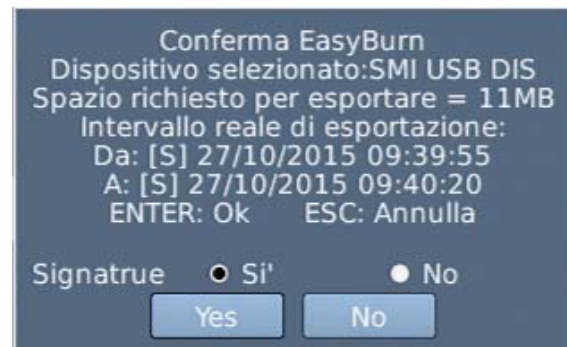 Conferma EasyBurn
Dispositivo selezionato:SMI USB DIS
Spazio richiesto per esportare = 11MB
Intervallo reale di esportazione:
Da: [S] 27/10/2015 09:39:55
A: [S] 27/10/2015 09:40:20
ENTER: Ok ESC: Annulla
Signatrue Si' No
Yes No